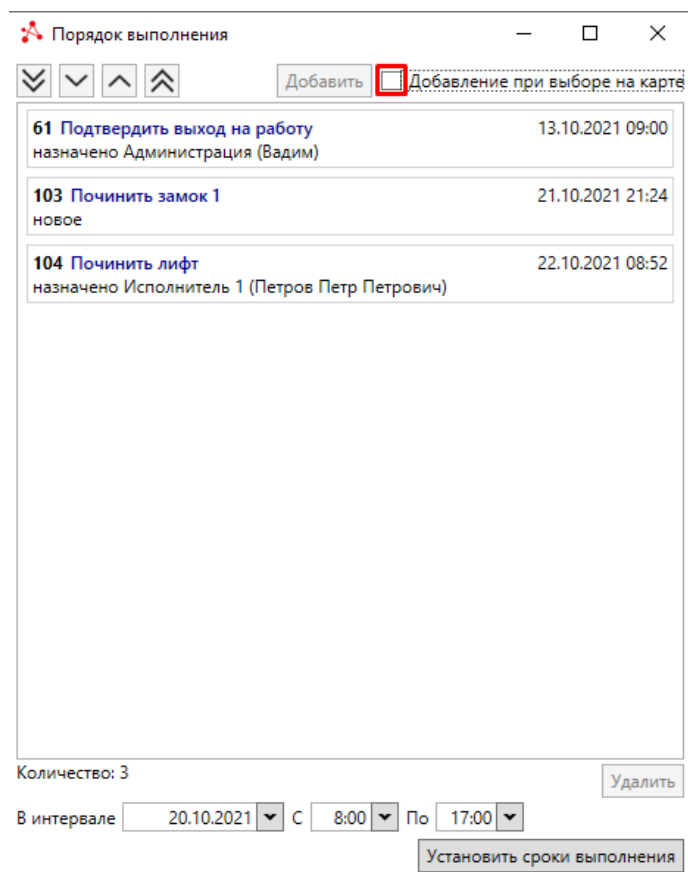 Порядок выполнения
Добавить Добавление при выборе на карте
61 Подтвердить выход на работу 13.10.2021 09:00
назначено Администрация (Вадим)
103 Починить замок 1 21.10.2021 21:24
новое
104 Починить лифт 22.10.2021 08:52
назначено Исполнитель 1 (Петров Петр Петрович)
Количество: 3
Удалить
В интервале 20.10.2021 С 8:00 По 17:00
Установить сроки выполнения